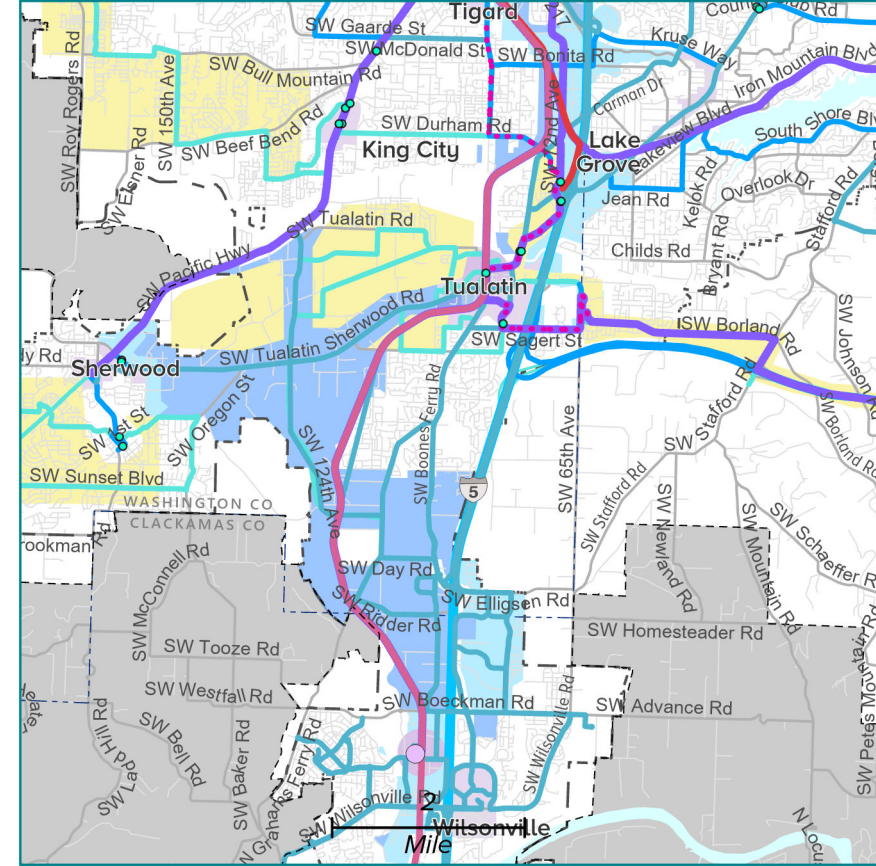 Tigard
SW Gaarde St
SW McDonald St
SW Bonita Rd
Kruse Way
Iron Mountain Blvd
SW Bull Mountain Rd
SW Roy Rogers Rd
SW 150th Ave
SW Beef Bend Rd
SW Durham Rd
SW 72nd Ave
Carman Dr
Lakeview Blvd
South Shore Blv
King City
Lake
Grove
SW Elsner Rd
Jean Rd
Kelok Rd
Overlook Dr
Stafford Rd
SW Tualatin Rd
Childs Rd
Bryant Rd
SW Pacific Hwy
Tualatin
SW Tualatin Sherwood Rd
SW Borland Rd
SW Johnson Rd
dy Rd
Sherwood
SW Sagert St
SW Boones Ferry Rd
SW 65th Ave
SW Stafford Rd
SW Borland Rd
SW 1st St
SW Oregon St
SW 124th Ave
SW Sunset Blvd
5
SW Stafford Rd
WASHINGTON CO
CLACKAMAS CO
rookman Rd
SW Newland Rd
SW Mountain Rd
SW Schaeffer R
SW McConnell Rd
SW Day Rd
SW Elligsen Rd
SW Ridder Rd
SW Homesteader Rd
SW Tooze Rd
SW Westfall Rd
SW Boeckman Rd
SW Advance Rd
SW Petes Mountain
SW Bell Rd
SW Baker Rd
SW Wilsonville Rd
N Grahams Ferry Rd
SW Wilsonville Rd
Wilsonville
2
Mile